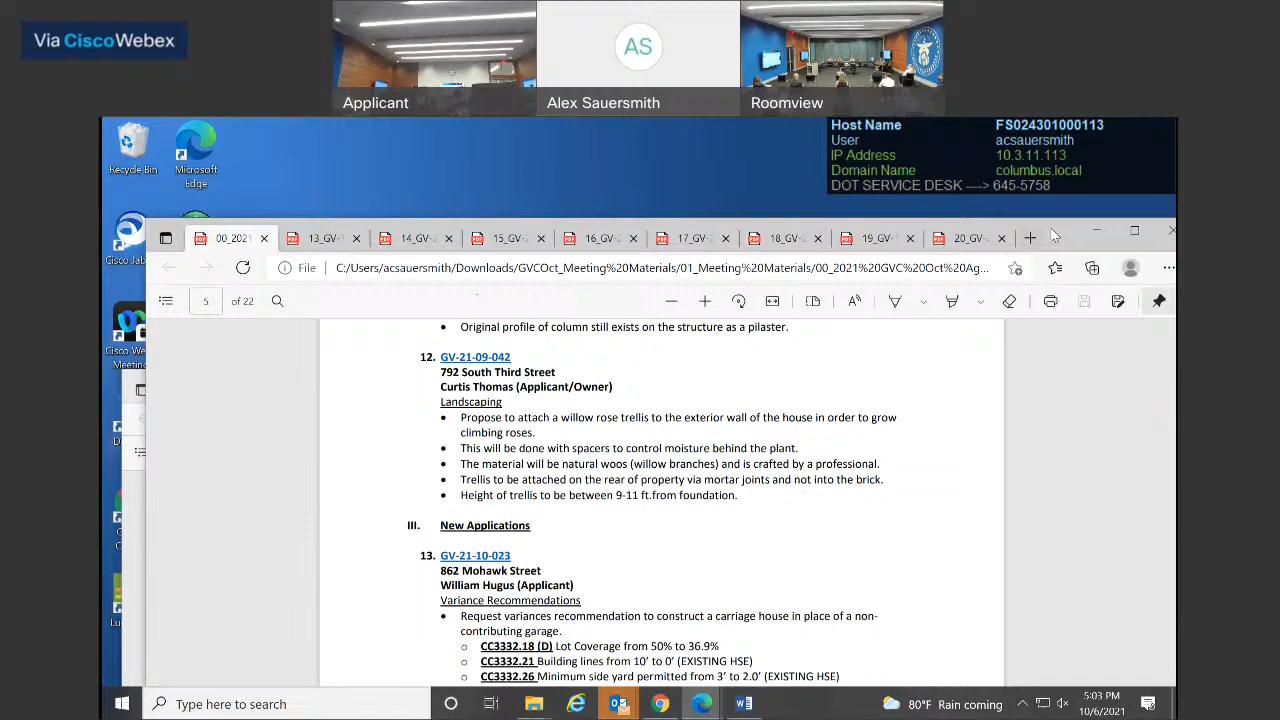 Via Cisco Webex
AS
Applicant
Alex Sauersmith
Roomview
Host Name FS024301000113
User acsauersmith
IP Address 10.3.11.113
Domain Name columbus.local
DOT SERVICE DESK ----> 645-5758
Recycle Bin
Microsoft
Edge
Cisco Jab
Cisco We
Meeting
00_2021
13_GV-
14_GV-
15_GV-
16_GV-
17_GV-
18_GV-
19_GV-
20_GV-
File
C:/Users/acsauersmith/Downloads/GVCOct_Meeting%20Materials/01_Meeting%20Materials/00_2021%20GVC%20Oct%20Ag...
5 of 22
• Original profile of column still exists on the structure as a pilaster.
12. GV-21-09-042
792 South Third Street
Curtis Thomas (Applicant/Owner)
Landscaping
• Propose to attach a willow rose trellis to the exterior wall of the house in order to grow
climbing roses.
• This will be done with spacers to control moisture behind the plant.
• The material will be natural woos (willow branches) and is crafted by a professional.
• Trellis to be attached on the rear of property via mortar joints and not into the brick.
• Height of trellis to be between 9-11 ft.from foundation.
III. New Applications
13. GV-21-10-023
862 Mohawk Street
William Hugus (Applicant)
Variance Recommendations
• Request variances recommendation to construct a carriage house in place of a non-
contributing garage.
o CC3332.18 (D) Lot Coverage from 50% to 36.9%
o CC3332.21 Building lines from 10’ to 0’ (EXISTING HSE)
o CC3332.26 Minimum side yard permitted from 3’ to 2.0’ (EXISTING HSE)
Type here to search
80°F Rain coming
5:03 PM
10/6/2021